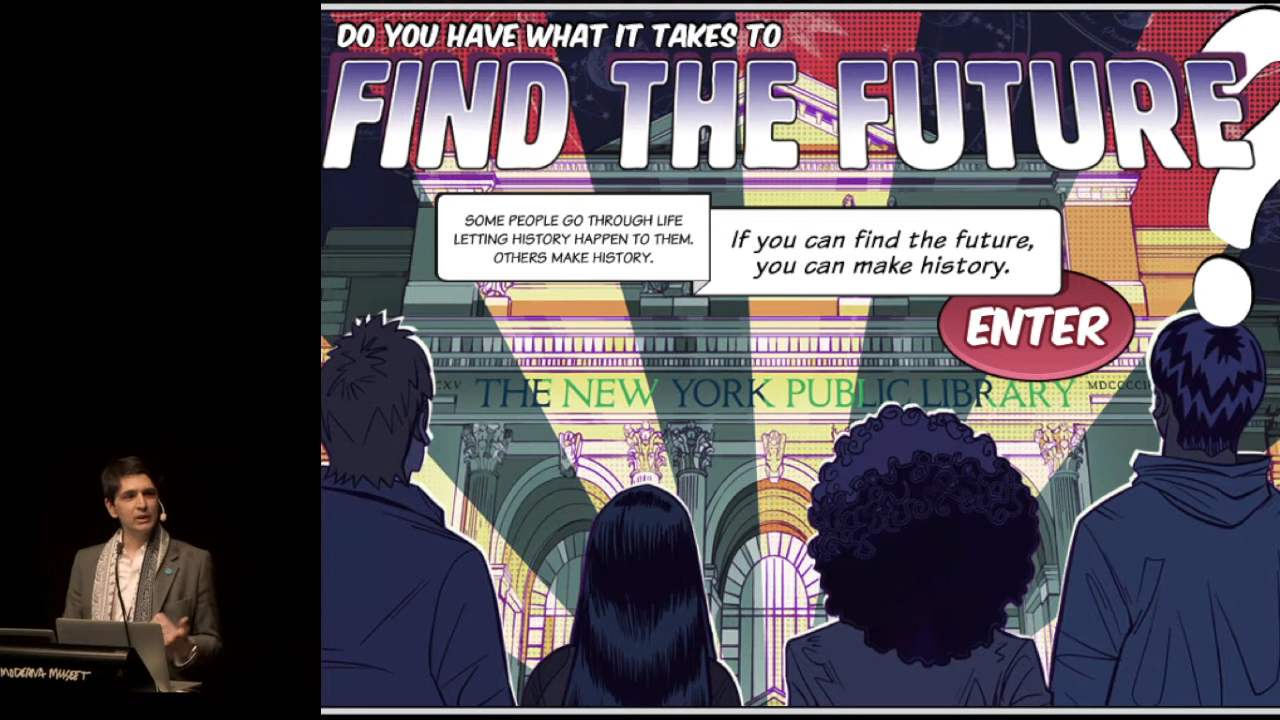 DO YOU HAVE WHAT IT TAKES TO
FIND THE FUTURE?
SOME PEOPLE GO THROUGH LIFE
LETTING HISTORY HAPPEN TO THEM.
OTHERS MAKE HISTORY.
If you can find the future,
you can make history.
ENTER
THE NEW YORK PUBLIC LIBRARY
MODERNA MUSEET